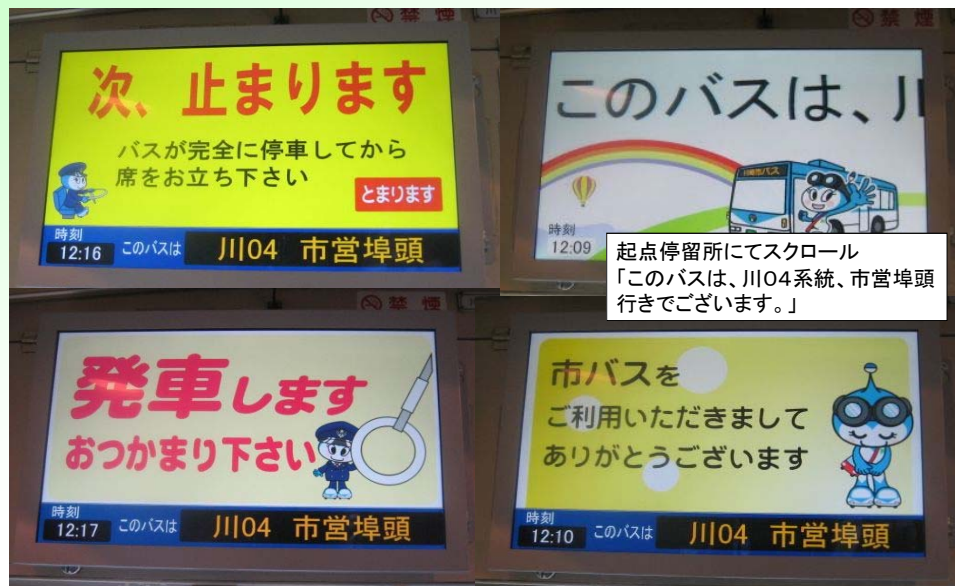 禁煙
次、止まります
バスが完全に停車してから
席をお立ち下さい
とまります
時刻
12:16 このバスは 川04 市営埠頭
禁煙
このバスは、川
川崎市バス
時刻
12:09
起点停留所にてスクロール
「このバスは、川04系統、市営埠頭
行きでございます。」
禁煙
発車します
おつかまり下さい
時刻
12:17 このバスは 川04 市営埠頭
市バスを
ご利用いただきまして
ありがとうございます
時刻
12:10 このバスは 川04 市営埠頭